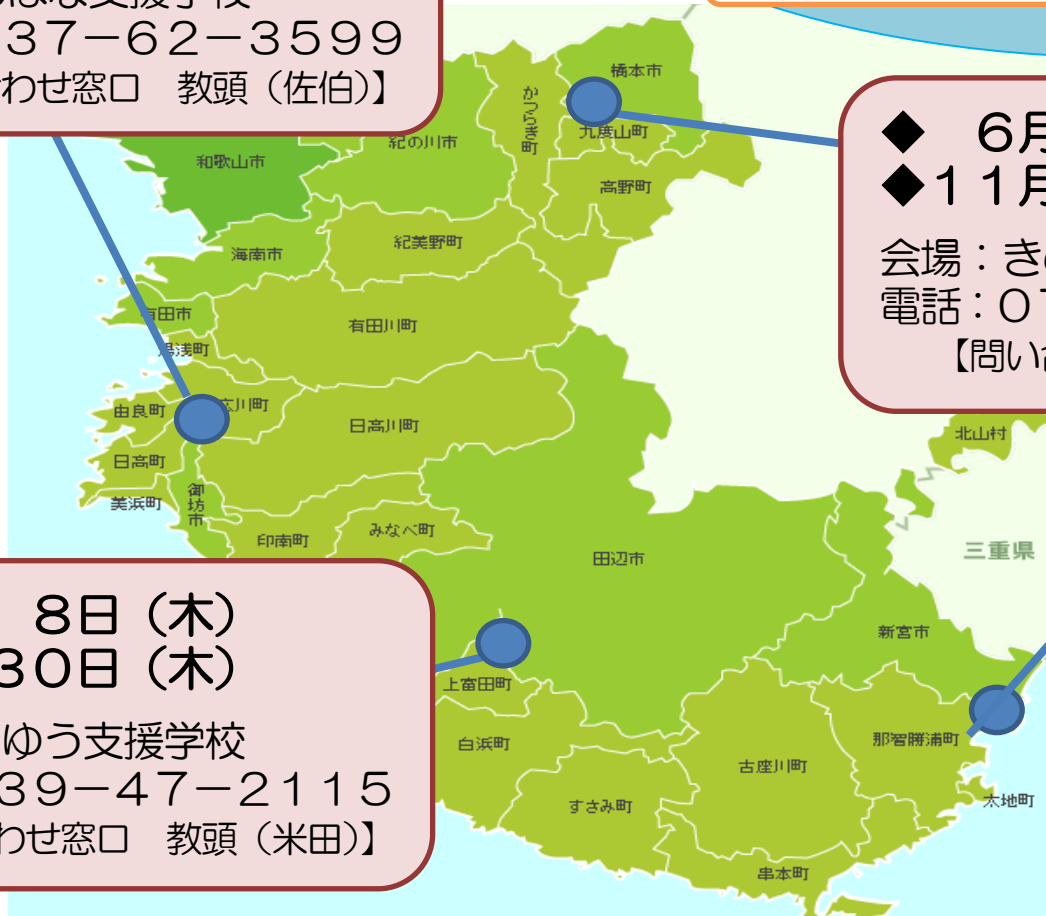 はな支援学校
37－62－3599
わせ窓口　教頭（佐伯）】
◆　6月
◆11月
会場：き
電話：０７
【問い
8日（木）
30日（木）
ゆう支援学校
39－47－2115
わせ窓口　教頭（米田）】
橋本市
かつらぎ町
九度山町
紀の川市
和歌山市
高野町
海南市
紀美野町
有田市
有田川町
湯浅町
由良町
広川町
日高川町
日高町
美浜町
御坊市
印南町
みなべ町
北山村
田辺市
三重県
新宮市
上富田町
白浜町
那智勝浦町
古座川町
すさみ町
太地町
串本町